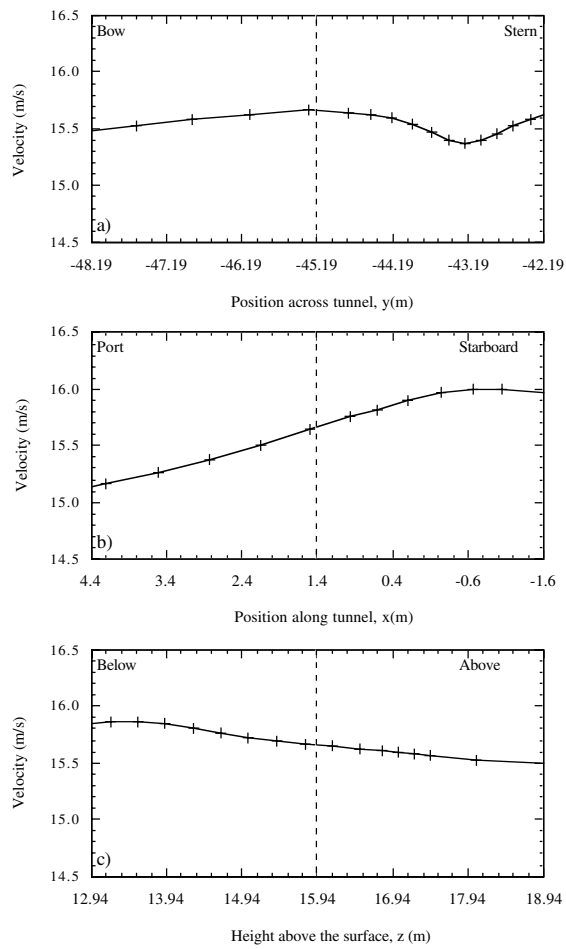 16.5
Bow Stern
16.0
Velocity (m/s)
15.5
15.0
a)
14.5
-48.19 -47.19 -46.19 -45.19 -44.19 -43.19 -42.19
Position across tunnel, y(m)
16.5
Port Starboard
16.0
Velocity (m/s)
15.5
15.0
b)
14.5
4.4 3.4 2.4 1.4 0.4 -0.6 -1.6
Position along tunnel, x(m)
16.5
Below Above
16.0
Velocity (m/s)
15.5
15.0
c)
14.5
12.94 13.94 14.94 15.94 16.94 17.94 18.94
Height above the surface, z (m)